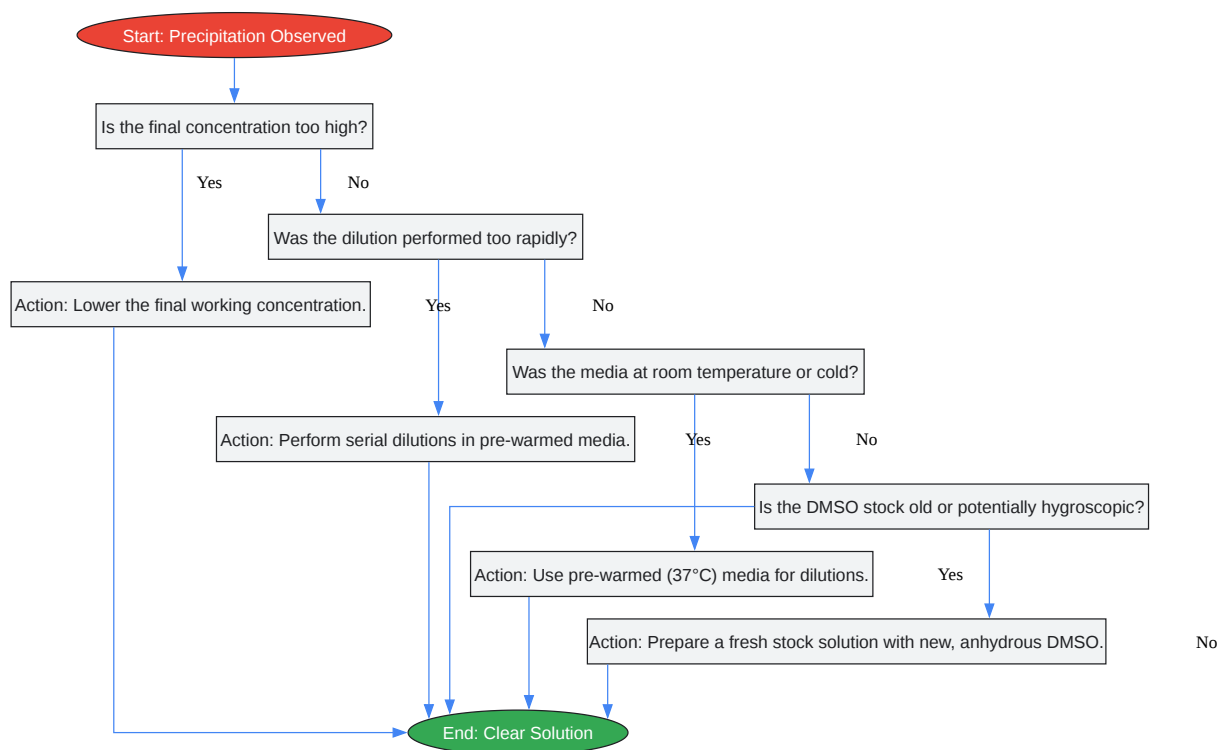 Start: Precipitation Observed
Is the final concentration too high?
Yes
No
Was the dilution performed too rapidly?
Action: Lower the final working concentration.
Yes
No
Was the media at room temperature or cold?
Action: Perform serial dilutions in pre-warmed media.
Yes
No
Is the DMSO stock old or potentially hygroscopic?
Action: Use pre-warmed (37°C) media for dilutions.
Yes
Action: Prepare a fresh stock solution with new, anhydrous DMSO.
No
End: Clear Solution